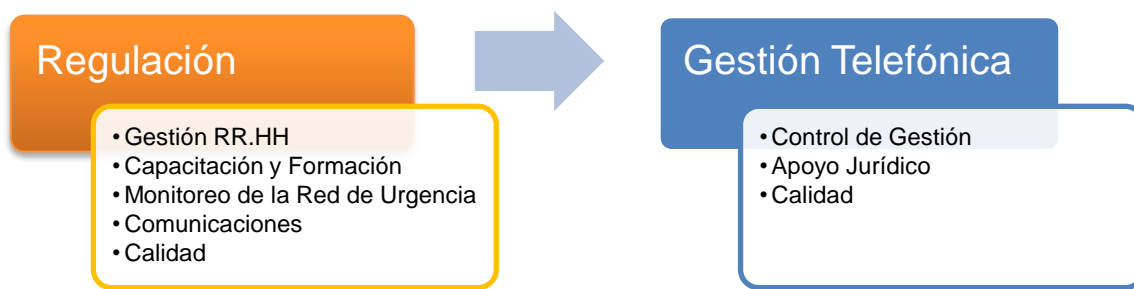 Regulación
• Gestión RR.HH
• Capacitación y Formación
• Monitoreo de la Red de Urgencia
• Comunicaciones
• Calidad
Gestión Telefónica
• Control de Gestión
• Apoyo Jurídico
• Calidad